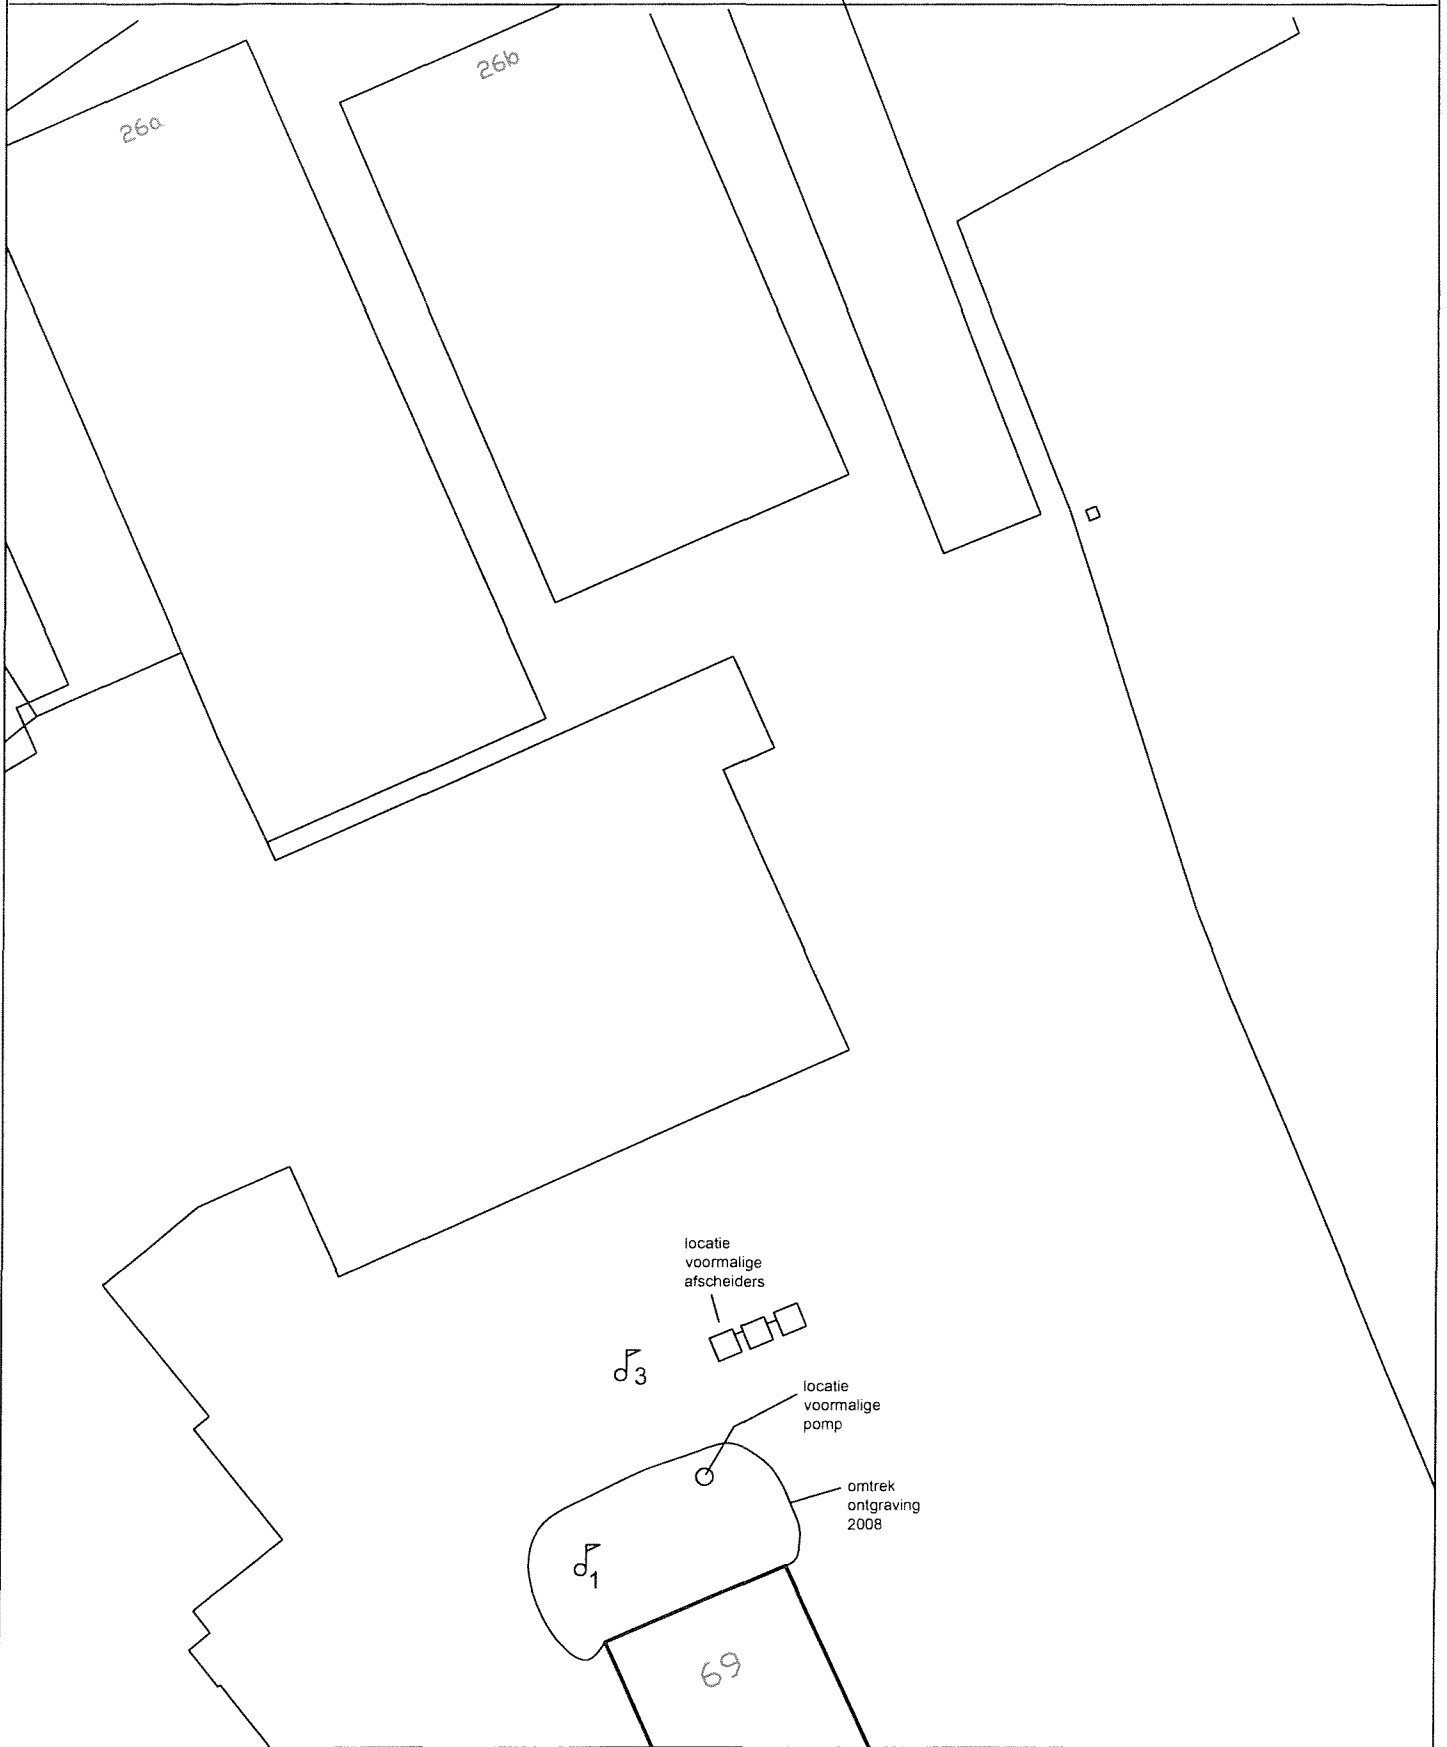 26b
26a
locatie
voormalige
afscheiders
3
locatie
voormalige
pomp
omtrek
ontgraving
2008
1
69